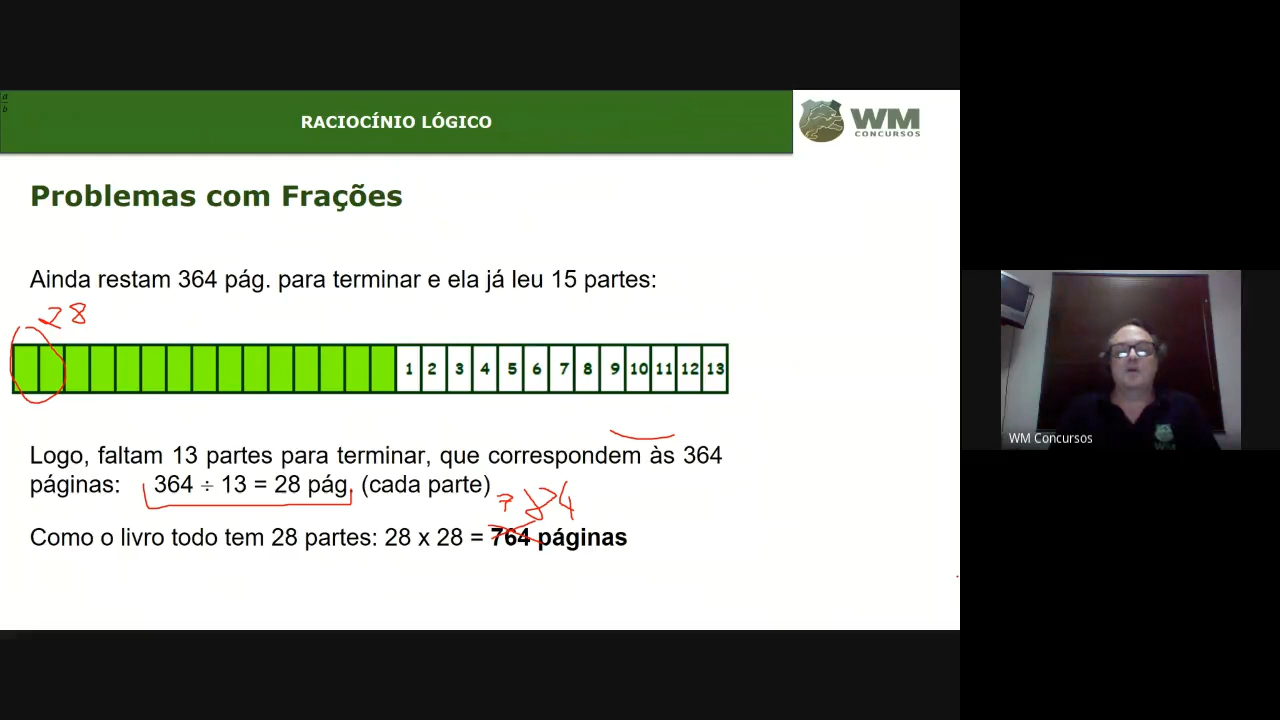 a
b
RACIOCÍNIO LÓGICO
WM
CONCURSOS
Problemas com Frações
Ainda restam 364 pág. para terminar e ela já leu 15 partes:
28
1 2 3 4 5 6 7 8 9 10 11 12 13
WM Concursos
Logo, faltam 13 partes para terminar, que correspondem às 364
páginas: 364 ÷ 13 = 28 pág. (cada parte)
Como o livro todo tem 28 partes: 28 x 28 = 764 páginas